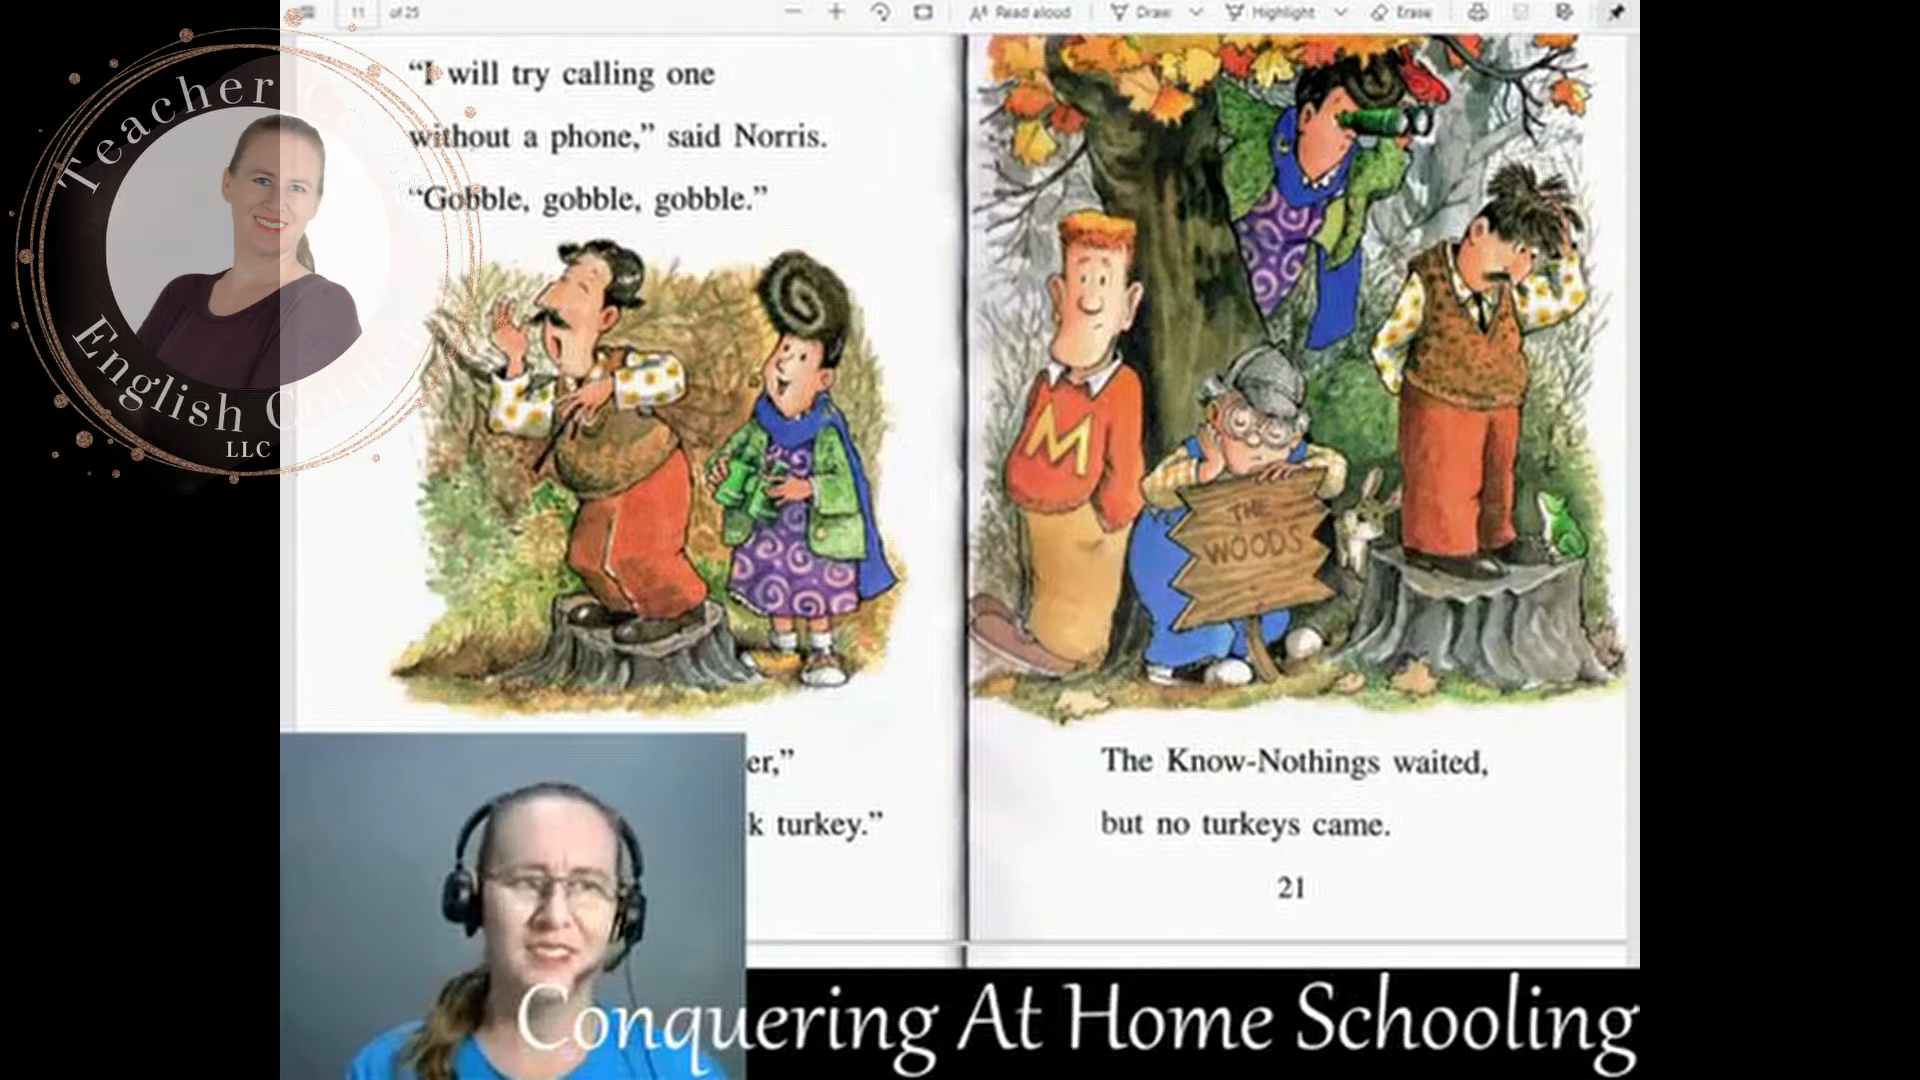 11 of 25
Read aloud
Draw
Highlight
Erase
Teacher
English
LLC
"I will try calling one
without a phone," said Norris.
"Gobble, gobble, gobble."
er,"
k turkey."
M
THE
WOODS
The Know-Nothings waited,
but no turkeys came.
21
Conquering At Home Schooling